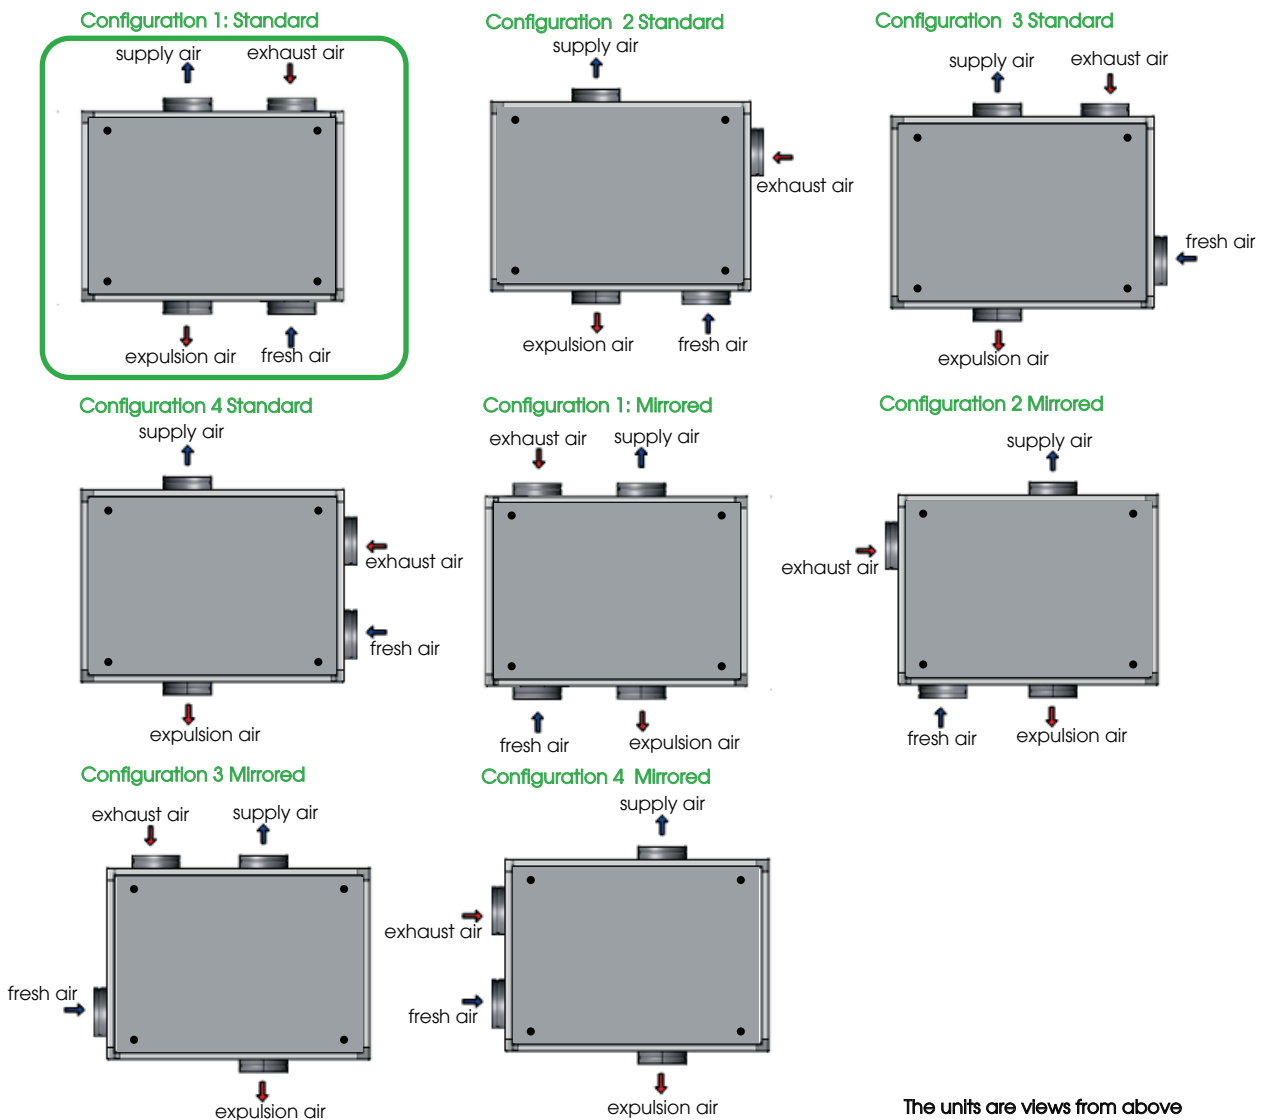 Configuration 1: Standard
supply air
exhaust air
expulsion air
fresh air
Configuration 2 Standard
supply air
exhaust air
expulsion air
fresh air
Configuration 3 Standard
supply air
exhaust air
fresh air
expulsion air
Configuration 4 Standard
supply air
exhaust air
fresh air
expulsion air
Configuration 1: Mirrored
exhaust air
supply air
fresh air
expulsion air
Configuration 2 Mirrored
supply air
exhaust air
fresh air
expulsion air
Configuration 3 Mirrored
exhaust air
supply air
fresh air
expulsion air
Configuration 4 Mirrored
supply air
exhaust air
fresh air
expulsion air
The units are views from above